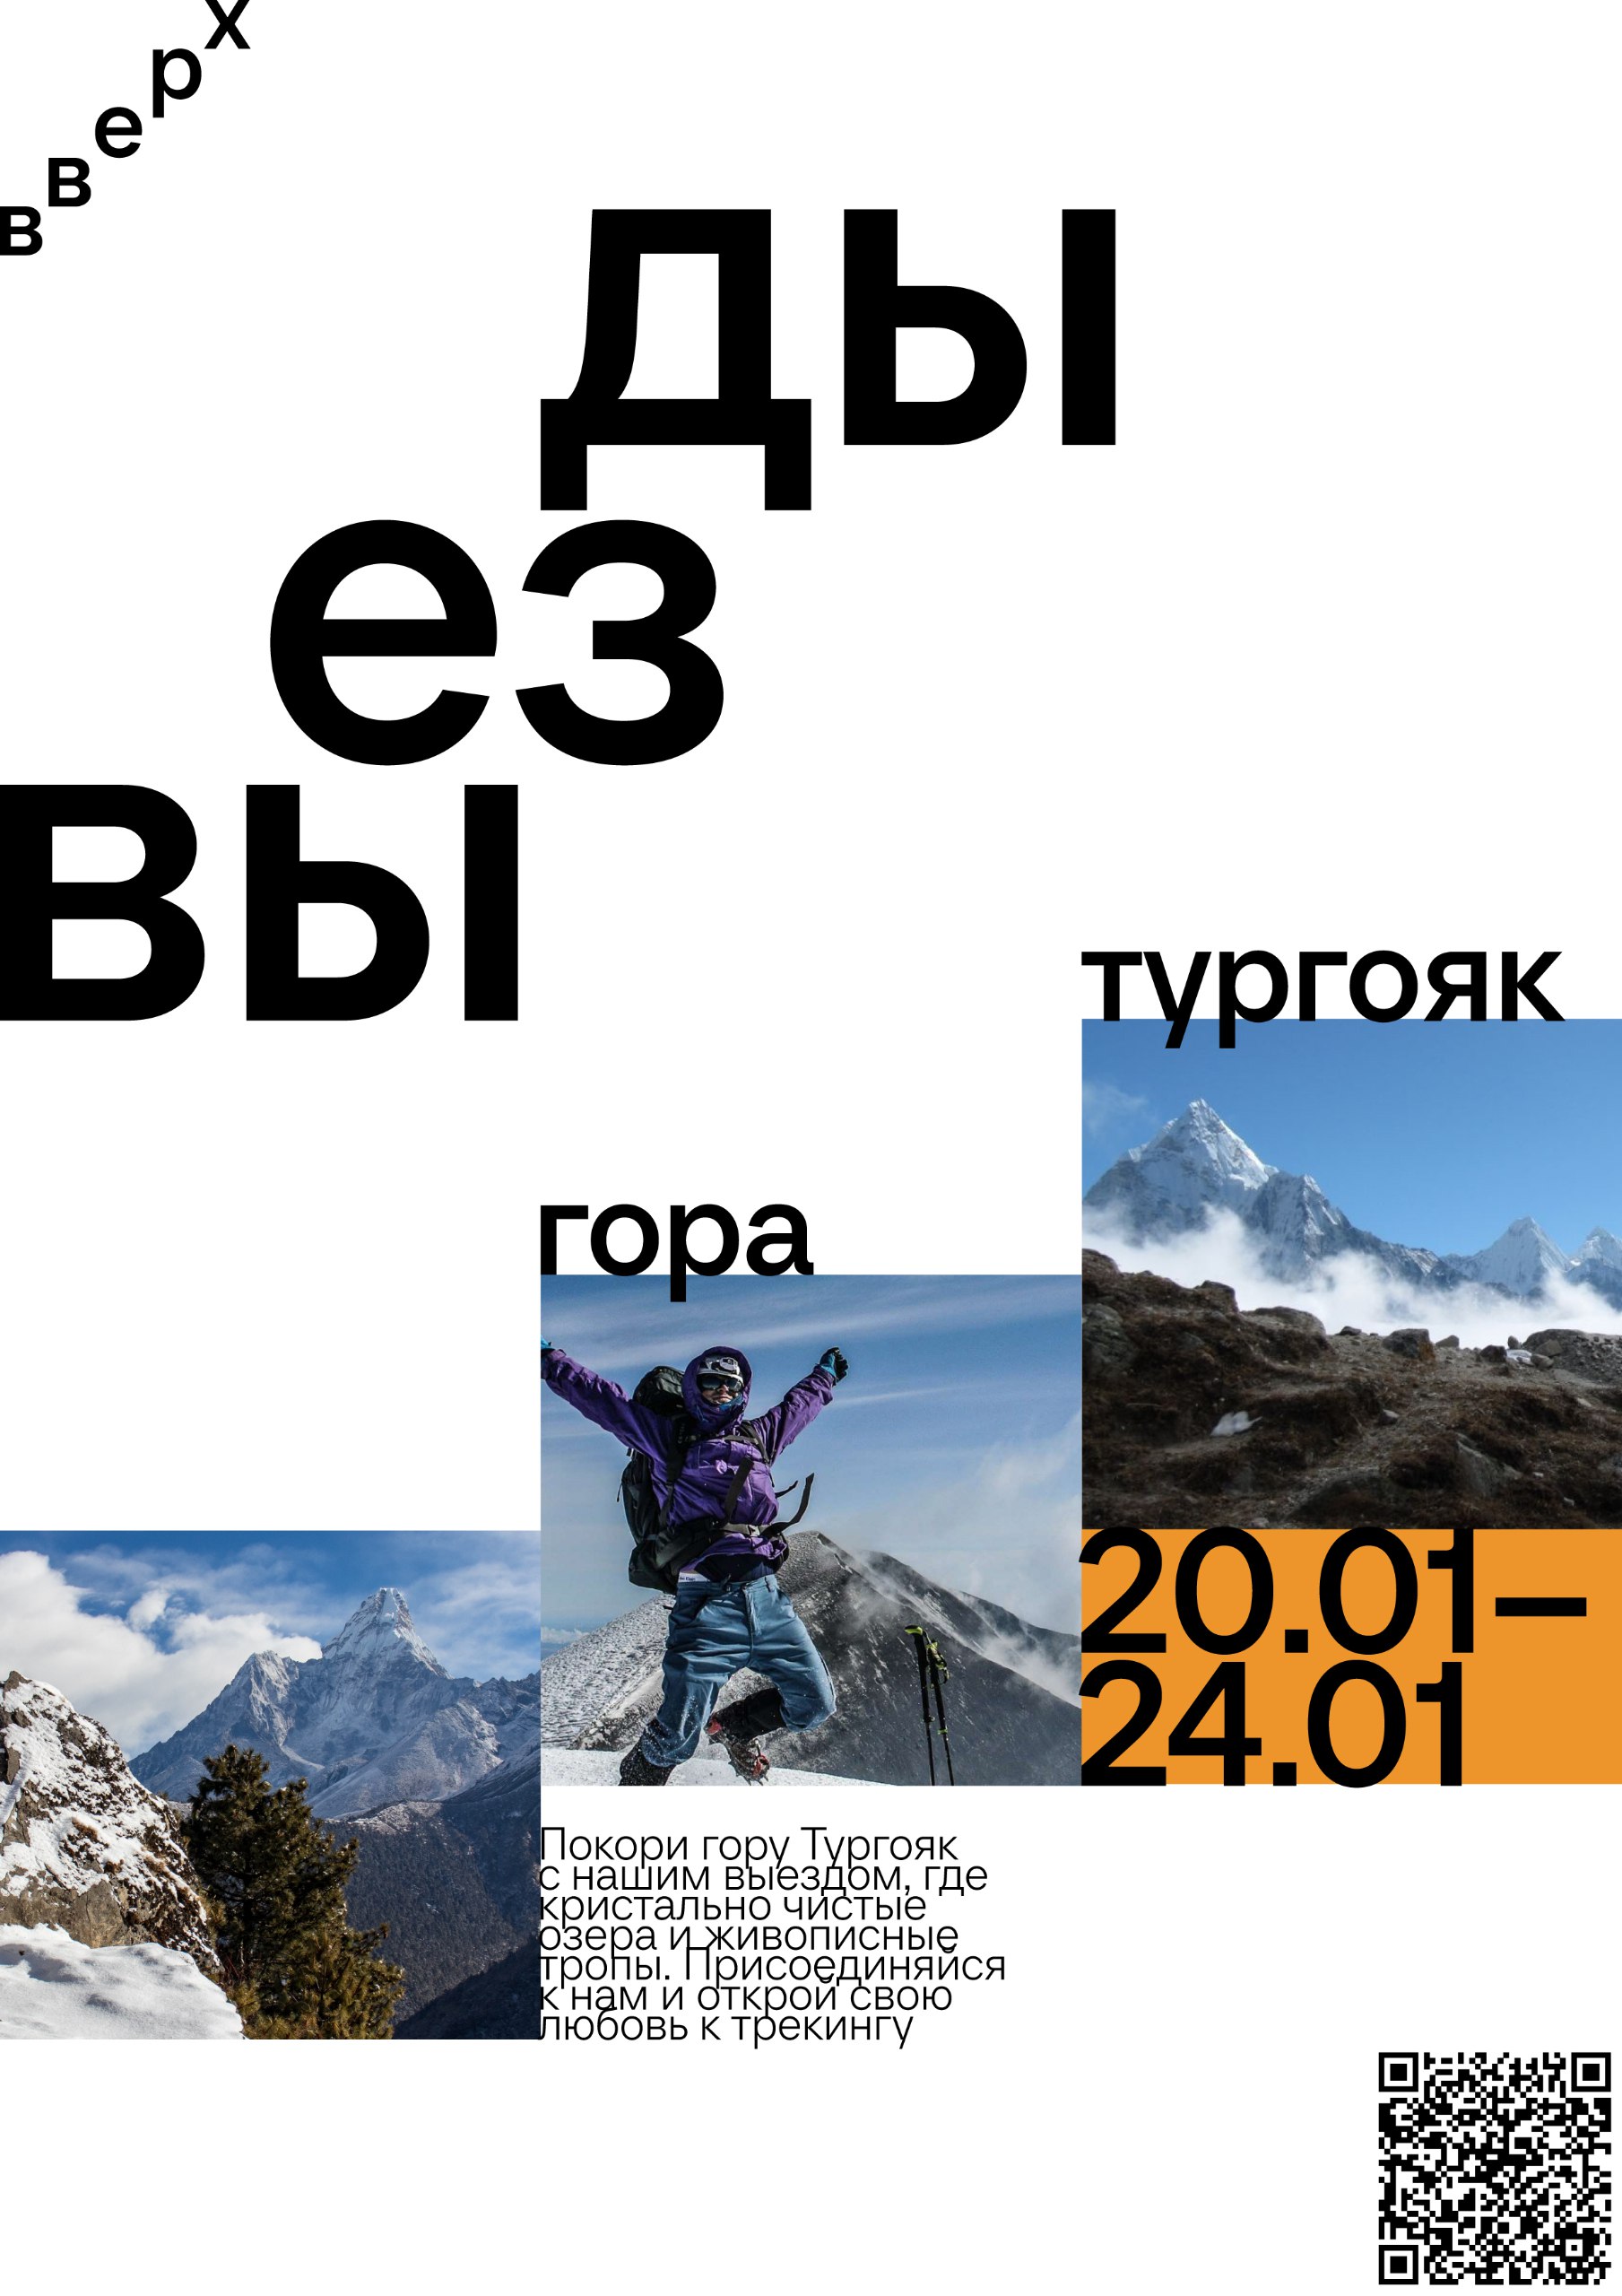 вверх
ды
ез
вы
тургояк
гора
20.01–
24.01
Покори гору Тургояк
с нашим выездом, где
кристально чистые
озера и живописные
тропы. Присоединяйся
к нам и открой свою
любовь к трекингу